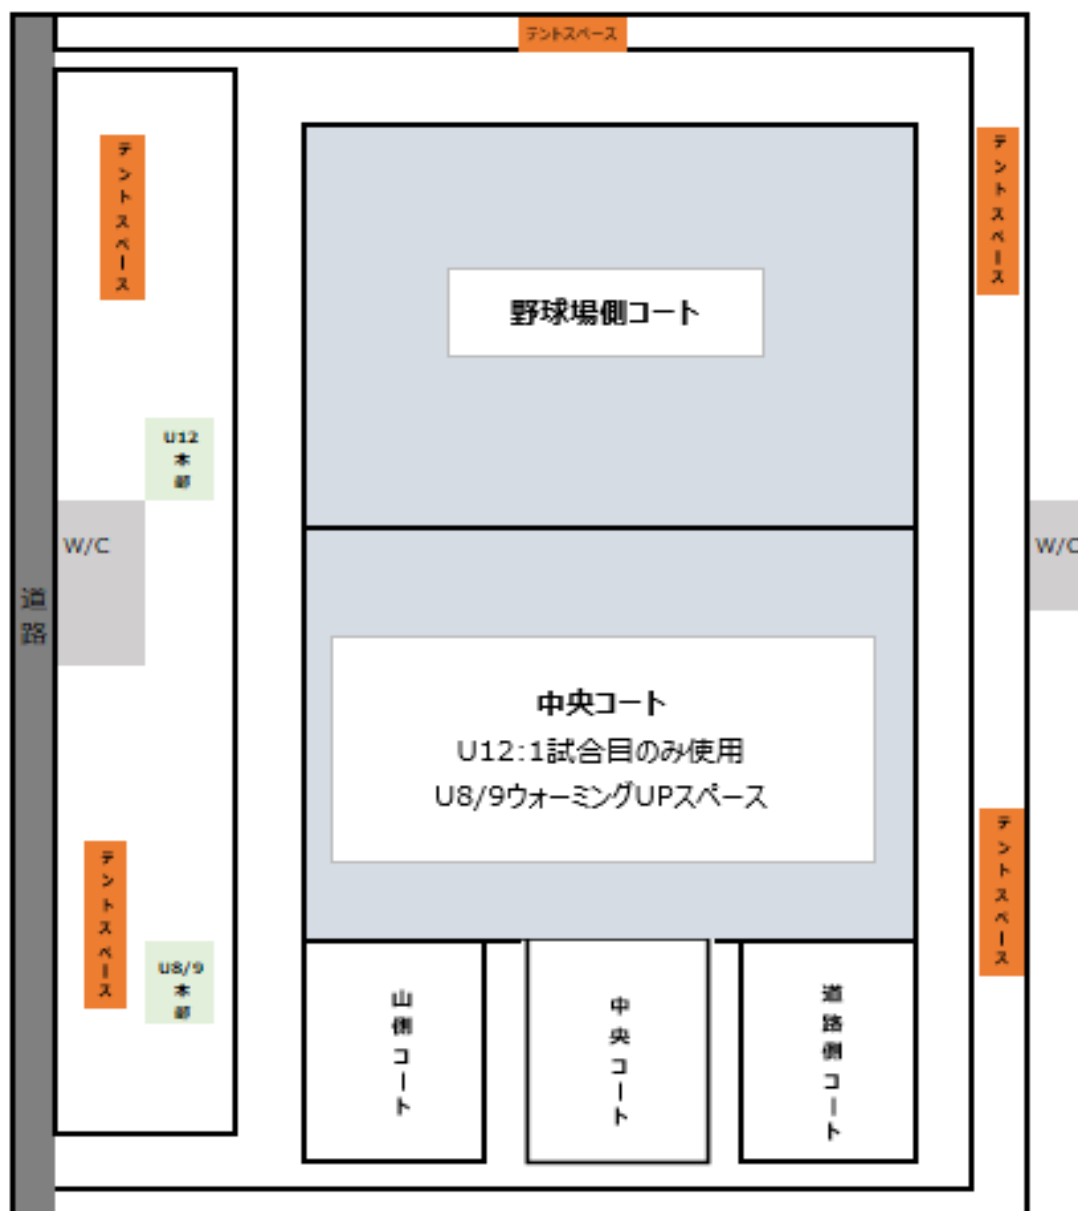 テントスペース
テントスペース
テントスペース
野球場側コート
U12
本
部
W/C
W/C
道
路
中央コート
U12:1試合目のみ使用
U8/9ウォーミングUPスペース
テントスペース
テントスペース
U8/9
本
部
山側コート
中央コート
道路側コート